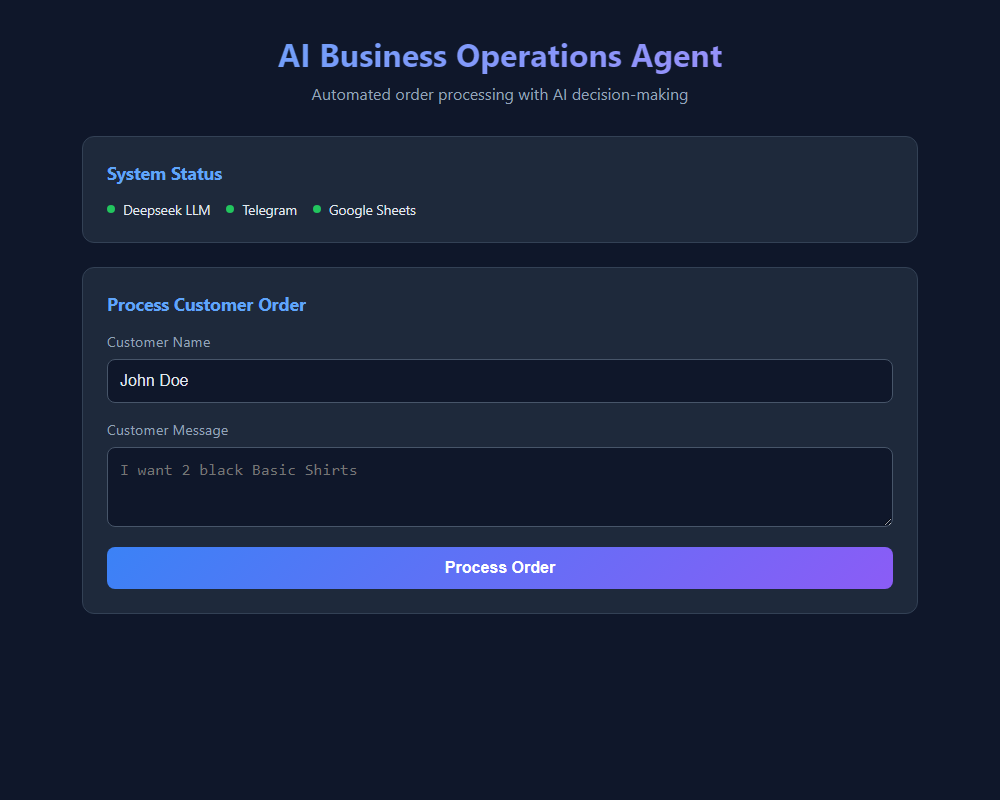 AI Business Operations Agent
Automated order processing with AI decision-making
System Status
Deepseek LLM Telegram Google Sheets
Process Customer Order
Customer Name
John Doe
Customer Message
I want 2 black Basic Shirts
Process Order